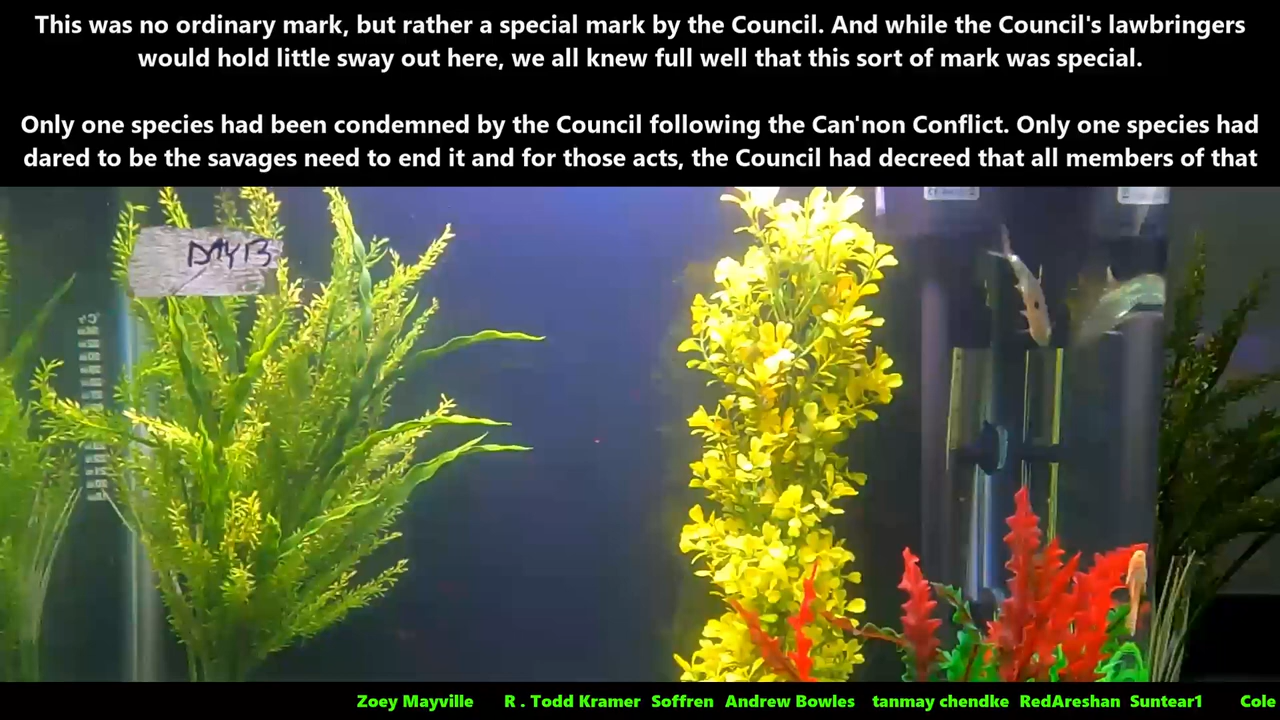 This was no ordinary mark, but rather a special mark by the Council. And while the Council's lawbringers
would hold little sway out here, we all knew full well that this sort of mark was special.
Only one species had been condemned by the Council following the Can'non Conflict. Only one species had
dared to be the savages need to end it and for those acts, the Council had decreed that all members of that
DAY 13
Zoey Mayville R . Todd Kramer Soffren Andrew Bowles tanmay chendke RedAreshan Suntear1 Cole